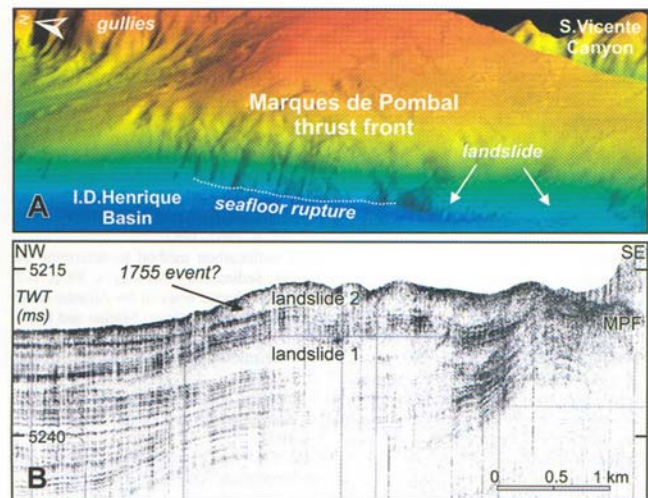 N
gullies
S.Vicente
Canyon
Marques de Pombal
thrust front
landslide
A
I.D.Henrique
Basin
seafloor rupture
NW
SE
5215
1755 event?
TWT
(ms)
landslide 2
MPF
landslide 1
5240
B
0 0.5 1 km